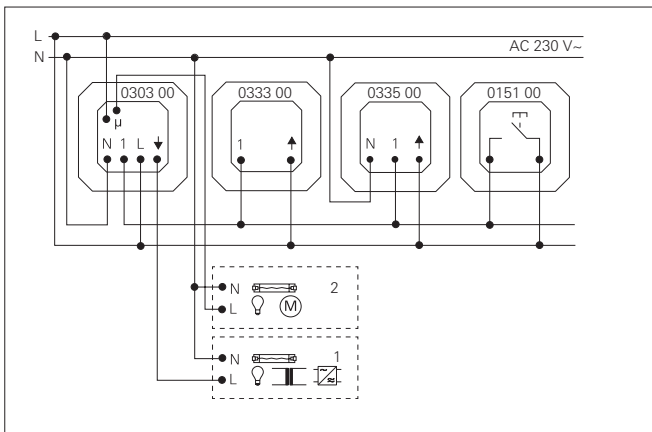 L
AC 230 V~
N
0303 00
0333 00
0335 00
0151 00
µ
N 1 L ↓
1 ↑
N 1 ↑
N 2
L M
N 1
L